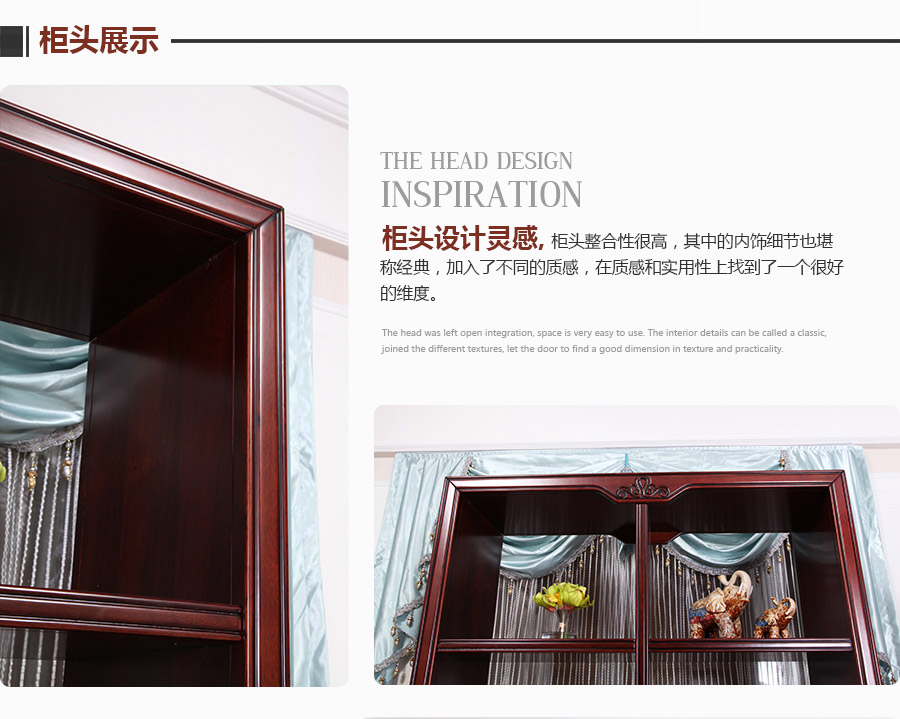 柜头展示
THE HEAD DESIGN
INSPIRATION
柜头设计灵感, 柜头整合性很高，其中的内饰细节也堪
称经典，加入了不同的质感，在质感和实用性上找到了一个很好
的维度。
The head was left open integration, space is very easy to use. The interior details can be called a classic,
joined the different textures, let the door to find a good dimension in texture and practicality.